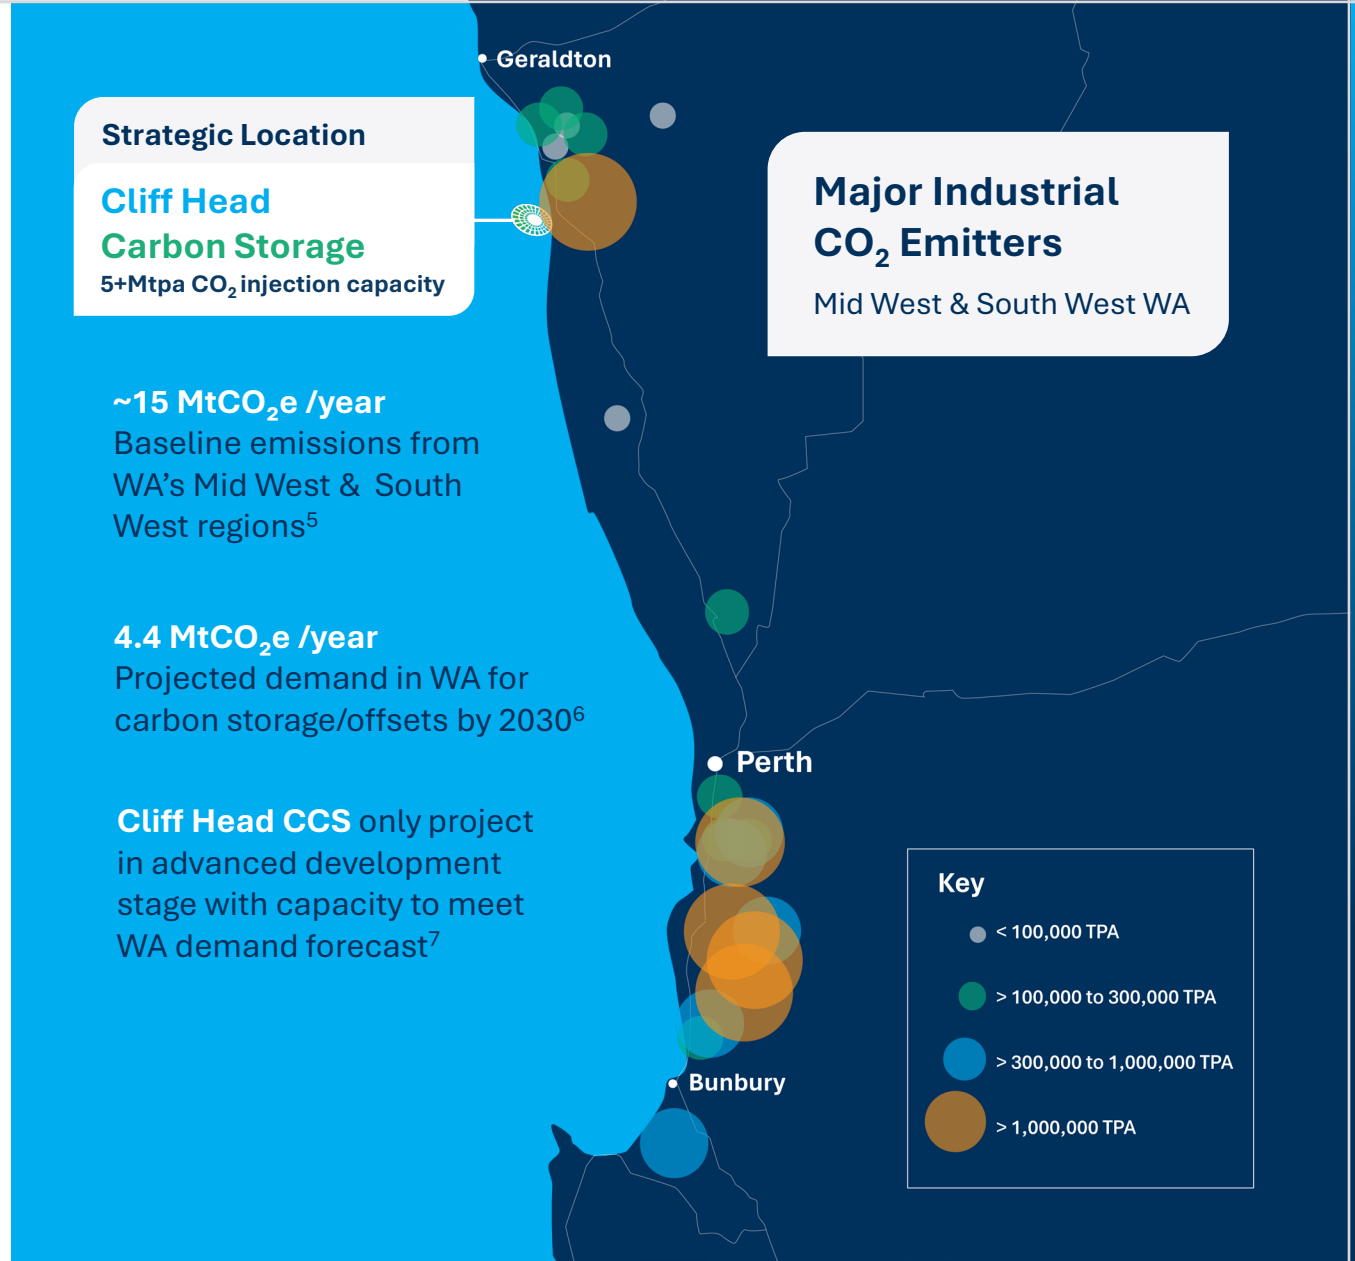 Geraldton
Strategic Location
Cliff Head
Carbon Storage
5+Mtpa CO₂ injection capacity
Major Industrial
CO₂ Emitters
Mid West & South West WA
~15 MtCO₂e /year
Baseline emissions from
WA’s Mid West & South
West regions⁵
4.4 MtCO₂e /year
Projected demand in WA for
carbon storage/offsets by 2030⁶
Perth
Cliff Head CCS only project
in advanced development
stage with capacity to meet
WA demand forecast⁷
Key
< 100,000 TPA
> 100,000 to 300,000 TPA
> 300,000 to 1,000,000 TPA
> 1,000,000 TPA
Bunbury